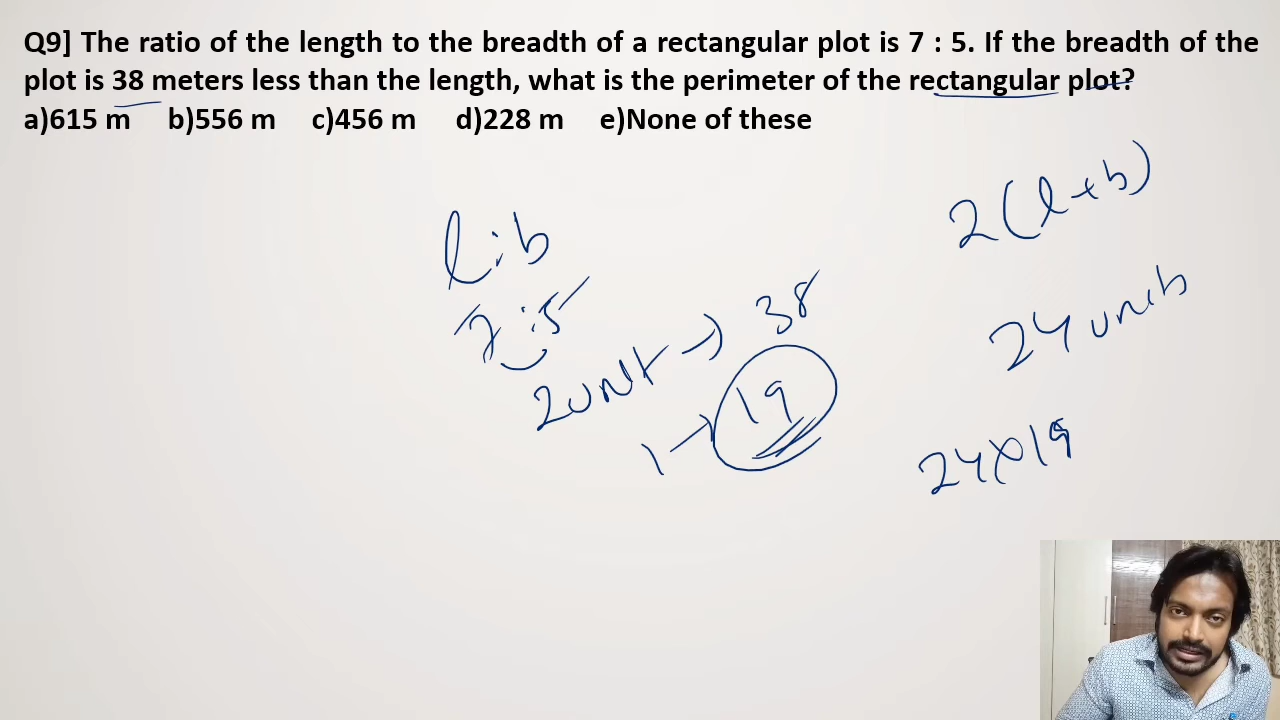 Q9] The ratio of the length to the breadth of a rectangular plot is 7 : 5. If the breadth of the
plot is 38 meters less than the length, what is the perimeter of the rectangular plot?
a)615 m b)556 m c)456 m d)228 m e)None of these
l:b
7:5
2 unit → 38
1 → 19
2(l+b)
24 units
24×19